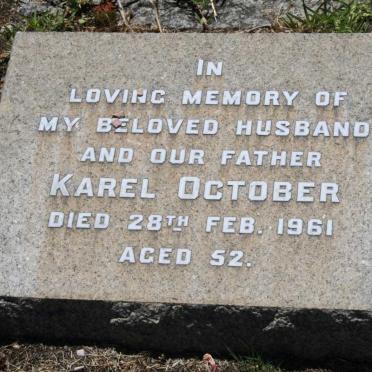 IN
LOVING MEMORY OF
MY BELOVED HUSBAND
AND OUR FATHER
KAREL OCTOBER
DIED 28TH FEB. 1961
AGED 52.